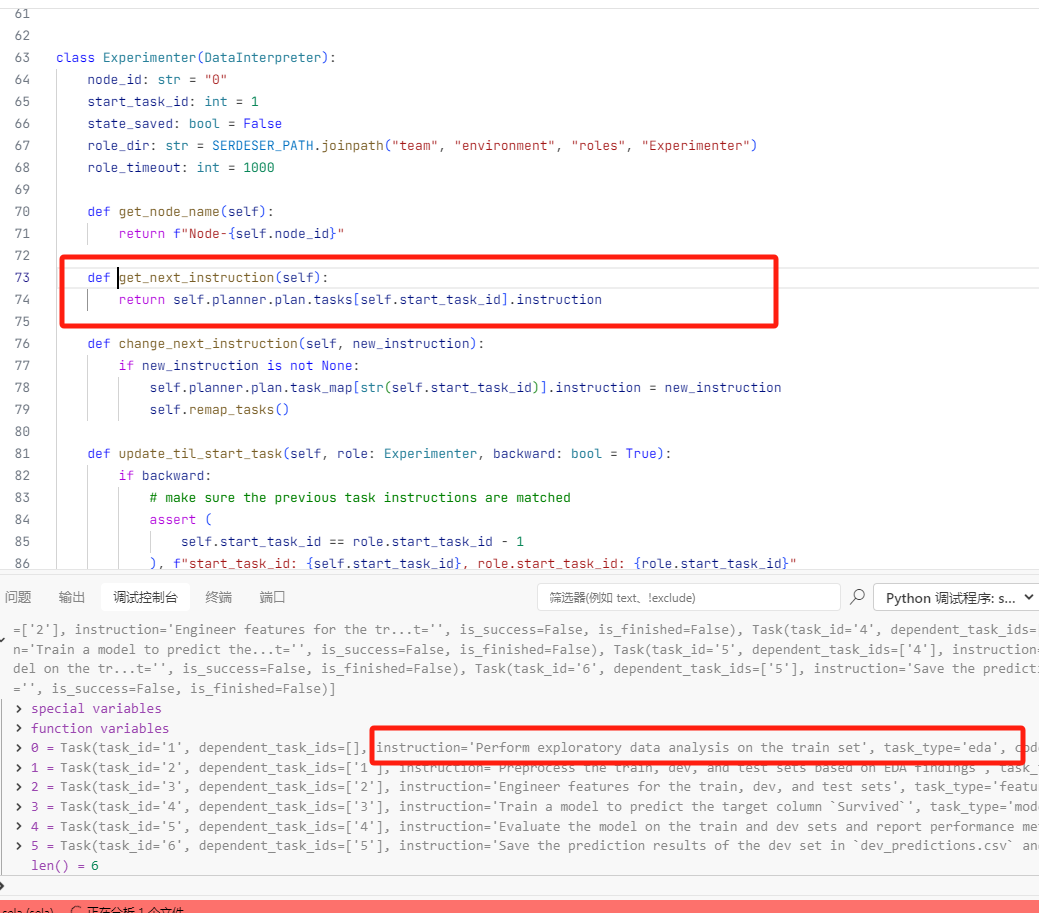 61
62
63 class Experimenter(DataInterpreter):
64 node_id: str = "0"
65 start_task_id: int = 1
66 state_saved: bool = False
67 role_dir: str = SERDESER_PATH.joinpath("team", "environment", "roles", "Experimenter")
68 role_timeout: int = 1000
69
70 def get_node_name(self):
71 return f"Node-{self.node_id}"
72
73 def get_next_instruction(self):
74 return self.planner.plan.tasks[self.start_task_id].instruction
75
76 def change_next_instruction(self, new_instruction):
77 if new_instruction is not None:
78 self.planner.plan.task_map[str(self.start_task_id)].instruction = new_instruction
79 self.remap_tasks()
80
81 def update_til_start_task(self, role: Experimenter, backward: bool = True):
82 if backward:
83 # make sure the previous task instructions are matched
84 assert (
85 self.start_task_id == role.start_task_id - 1
86 ), f"start_task_id: {self.start_task_id}, role.start_task_id: {role.start_task_id}"
问题 输出 调试控制台 终端 端口 筛选器(例如 text、!exclude) Python 调试程序: s...
=['2'], instruction='Engineer features for the tr...t='', is_success=False, is_finished=False), Task(task_id='4', dependent_task_ids=
n='Train a model to predict the...t='', is_success=False, is_finished=False), Task(task_id='5', dependent_task_ids=['4'], instruction=
del on the tr...t='', is_success=False, is_finished=False), Task(task_id='6', dependent_task_ids=['5'], instruction='Save the predicti
='', is_success=False, is_finished=False)]
special variables
function variables
0 = Task(task_id='1', dependent_task_ids=[], instruction='Perform exploratory data analysis on the train set', task_type='eda', cod
1 = Task(task_id='2', dependent_task_ids=['1'], instruction='Preprocess the train, dev, and test sets based on EDA findings', task_t
2 = Task(task_id='3', dependent_task_ids=['2'], instruction='Engineer features for the train, dev, and test sets', task_type='featu
3 = Task(task_id='4', dependent_task_ids=['3'], instruction='Train a model to predict the target column `Survived`', task_type='mod
4 = Task(task_id='5', dependent_task_ids=['4'], instruction='Evaluate the model on the train and dev sets and report performance me
5 = Task(task_id='6', dependent_task_ids=['5'], instruction='Save the prediction results of the dev set in `dev_predictions.csv` an
len() = 6
sela (sela) 正在分析 1 个文件